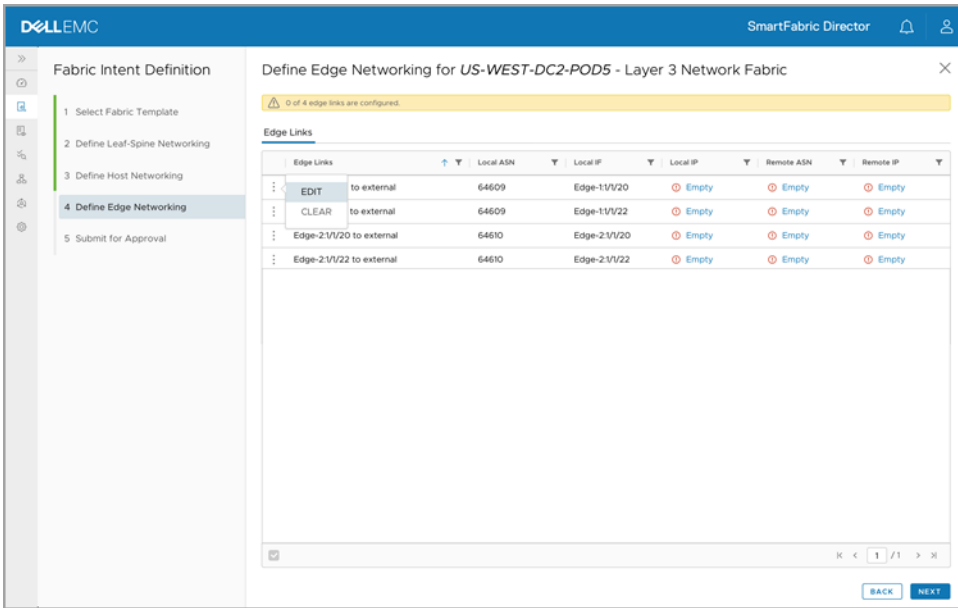 DELLEMC
SmartFabric Director
Fabric Intent Definition
1 Select Fabric Template
2 Define Leaf-Spine Networking
3 Define Host Networking
4 Define Edge Networking
5 Submit for Approval
Define Edge Networking for US-WEST-DC2-POD5 - Layer 3 Network Fabric
0 of 4 edge links are configured.
Edge Links
Edge Links Local ASN Local IF Local IP Remote ASN Remote IP
EDIT to external 64609 Edge-1:1/1/20 Empty Empty Empty
CLEAR to external 64609 Edge-1:1/1/22 Empty Empty Empty
Edge-2:1/1/20 to external 64610 Edge-2:1/1/20 Empty Empty Empty
Edge-2:1/1/22 to external 64610 Edge-2:1/1/22 Empty Empty Empty
1 / 1
BACK NEXT